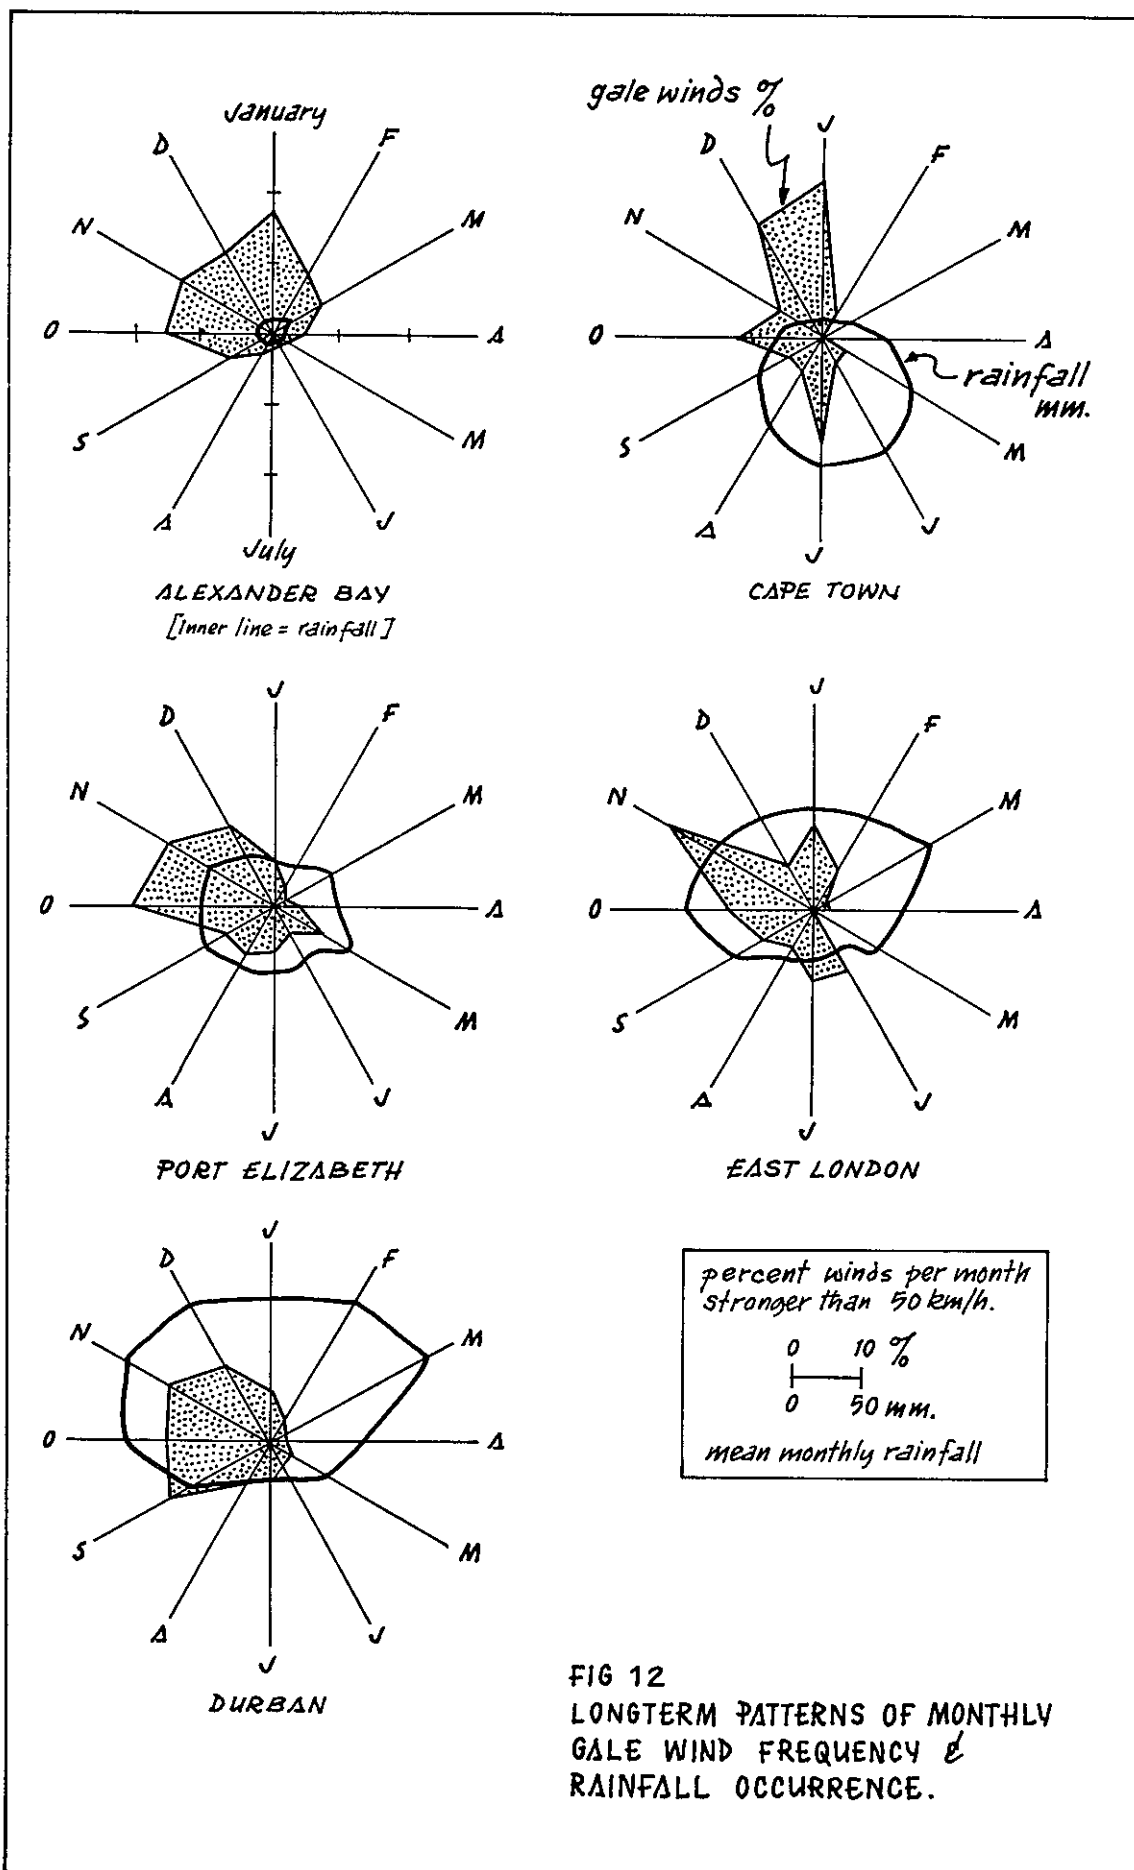 January
D
F
N
M
O
A
S
M
A
J
July
ALEXANDER BAY
[Inner line = rainfall]
gale winds %
J
D
F
N
M
O
A
rainfall
mm.
S
M
A
J
J
CAPE TOWN
J
D
F
N
M
O
A
S
M
A
J
J
PORT ELIZABETH
J
D
F
N
M
O
A
S
M
A
J
J
EAST LONDON
J
D
F
N
M
O
A
S
M
A
J
J
DURBAN
percent winds per month
stronger than 50 km/h.
0 10 %
0 50 mm.
mean monthly rainfall
FIG 12
LONGTERM PATTERNS OF MONTHLY
GALE WIND FREQUENCY &
RAINFALL OCCURRENCE.